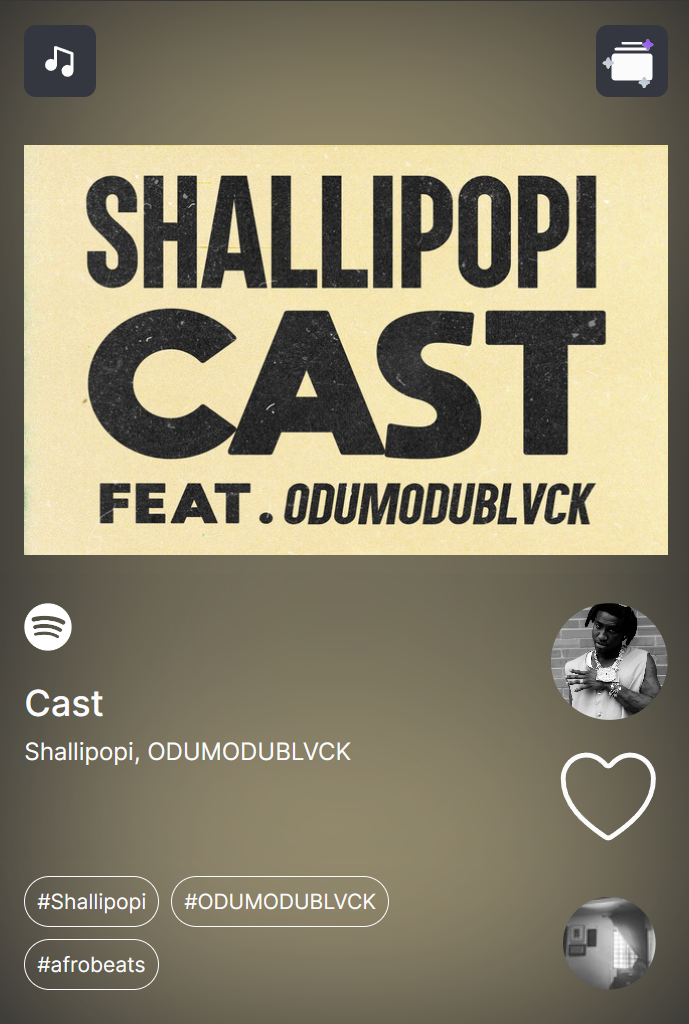 SHALLIPOPI
CAST
FEAT. ODUMODUBLVCK
Cast
Shallipopi, ODUMODUBLVCK
#Shallipopi #ODUMODUBLVCK
#afrobeats